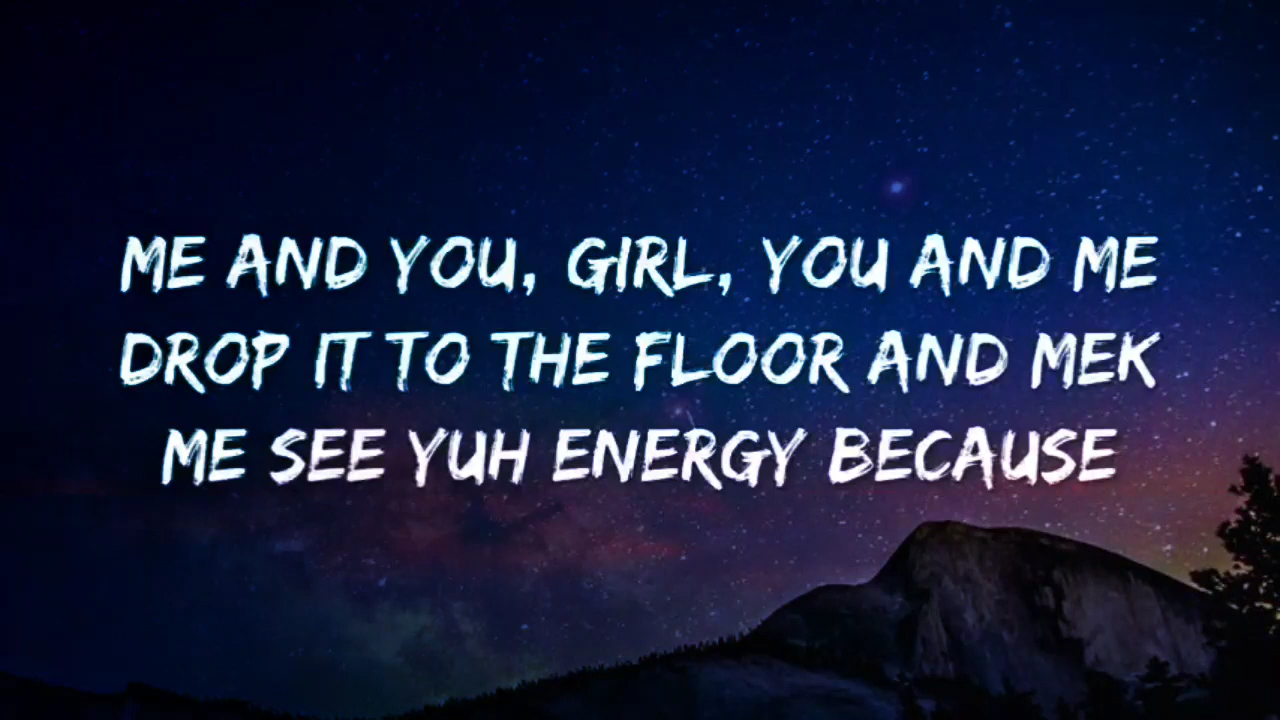 ME AND YOU, GIRL, YOU AND ME
DROP IT TO THE FLOOR AND MEK
ME SEE YUH ENERGY BECAUSE